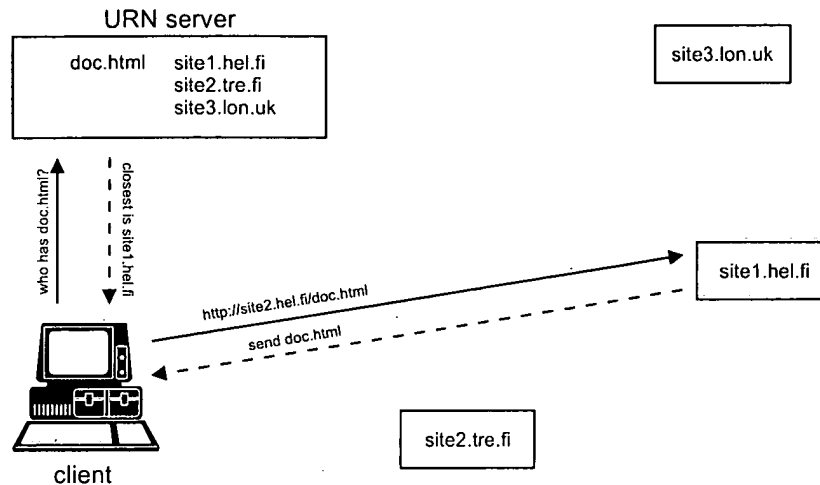 URN server
doc.html site1.hel.fi
site2.tre.fi
site3.lon.uk
site3.lon.uk
who has doc.html?
closest is site1.hel.fi
http://site2.hel.fi/doc.html
send doc.html
site1.hel.fi
site2.tre.fi
client